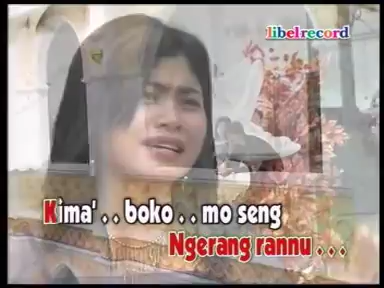 libelrecord
Kima' . . boko . . mo seng
Ngerang rannu . . .